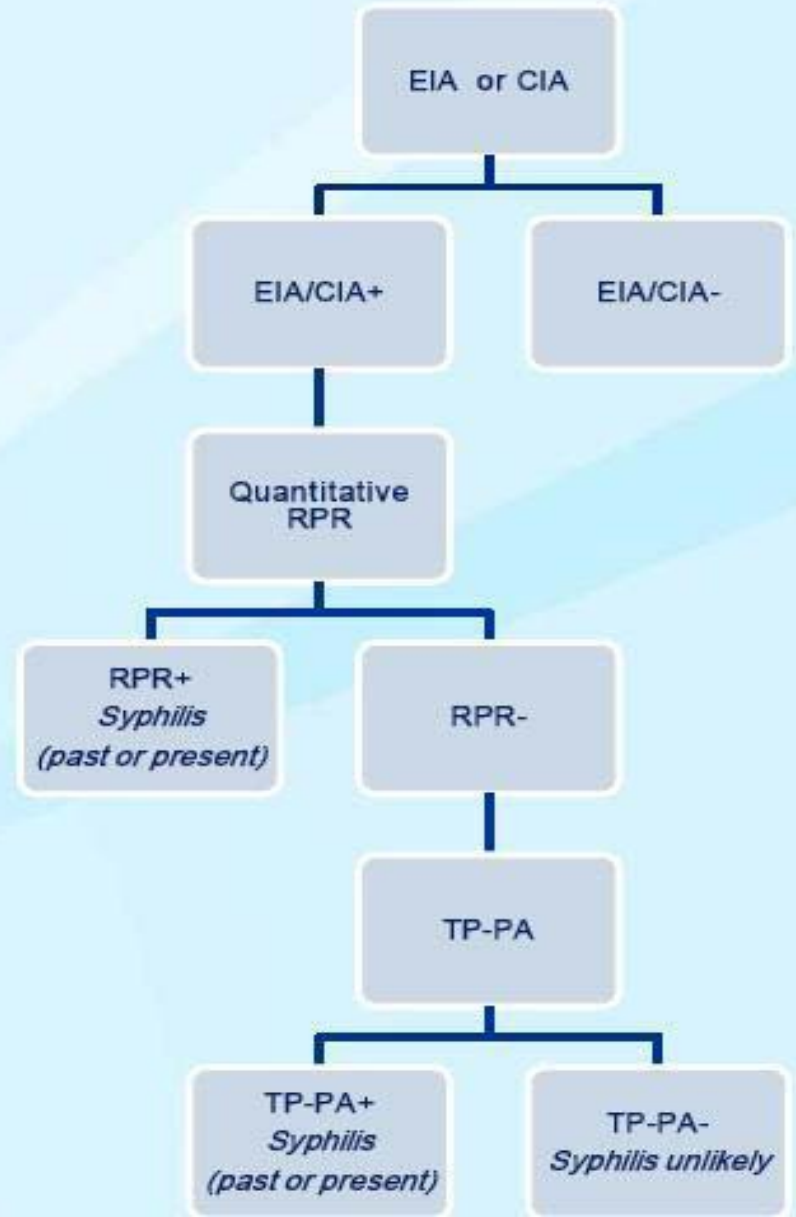 EIA or CIA
EIA/CIA+
EIA/CIA-
Quantitative
RPR
RPR+
Syphilis
(past or present)
RPR-
TP-PA
TP-PA+
Syphilis
(past or present)
TP-PA-
Syphilis unlikely